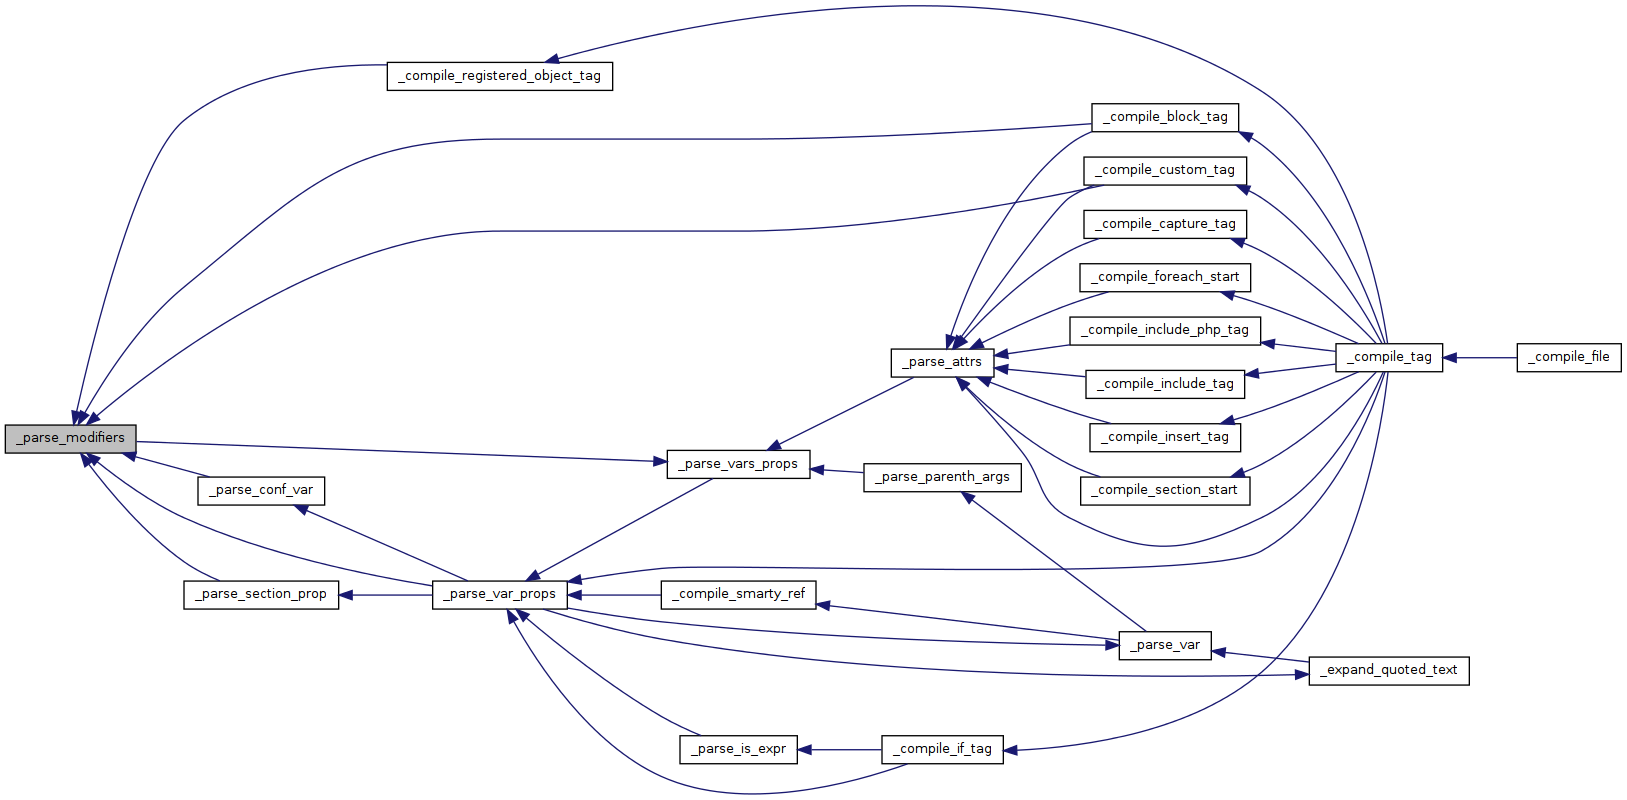 _compile_registered_object_tag
_compile_block_tag
_compile_custom_tag
_compile_capture_tag
_compile_foreach_start
_compile_include_php_tag
_compile_tag
_compile_file
_parse_attrs
_compile_include_tag
_parse_modifiers
_compile_insert_tag
_parse_vars_props
_parse_parenth_args
_parse_conf_var
_compile_section_start
_parse_section_prop
_parse_var_props
_compile_smarty_ref
_parse_var
_expand_quoted_text
_parse_is_expr
_compile_if_tag